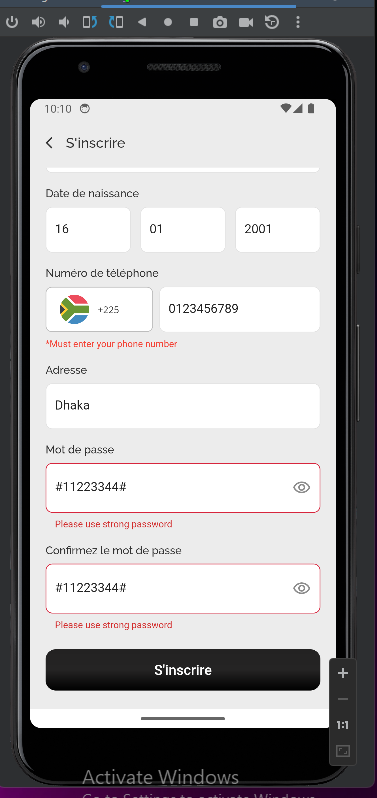 10:10
S'inscrire
Date de naissance
16 01 2001
Numéro de téléphone
+225 0123456789
*Must enter your phone number
Adresse
Dhaka
Mot de passe
#11223344#
Please use strong password
Confirmez le mot de passe
#11223344#
Please use strong password
S'inscrire
1:1
Activate Windows
Go to Settings to activate Windows